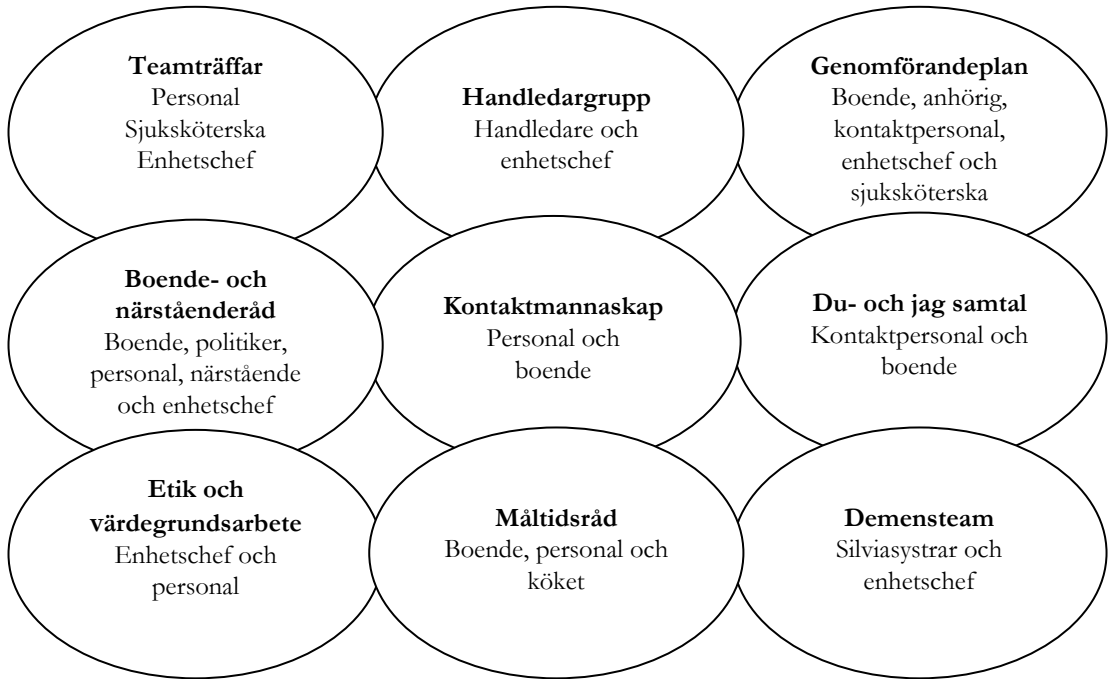 Teamträffar
Personal
Sjuksköterska
Enhetschef
Handledargrupp
Handledare och
enhetschef
Genomförandeplan
Boende, anhörig,
kontaktpersonal,
enhetschef och
sjuksköterska
Boende- och
närståenderåd
Boende, politiker,
personal, närstående
och enhetschef
Kontaktmannaskap
Personal och
boende
Du- och jag samtal
Kontaktpersonal och
boende
Etik och
värdegrundsarbete
Enhetschef och
personal
Måltidsråd
Boende, personal och
köket
Demensteam
Silviasystrar och
enhetschef